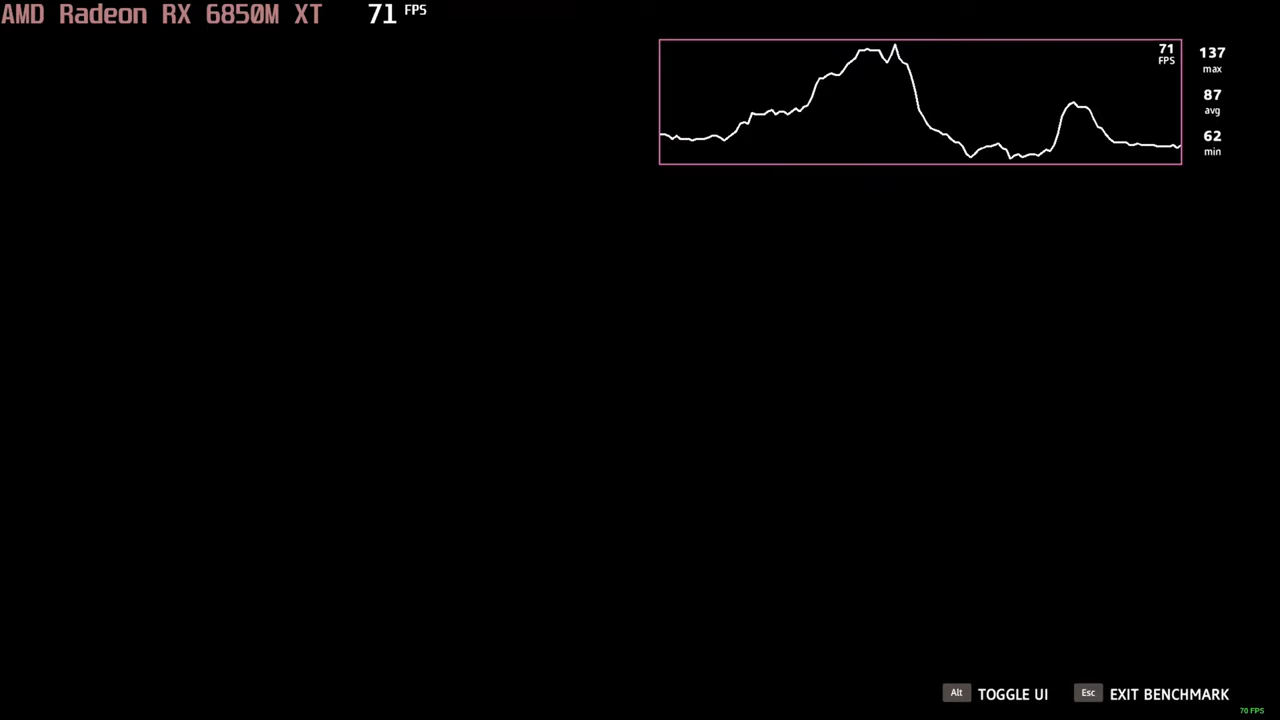 AMD Radeon RX 6850M XT 71 FPS
71
FPS
137
max
87
avg
62
min
Alt TOGGLE UI Esc EXIT BENCHMARK
70 FPS